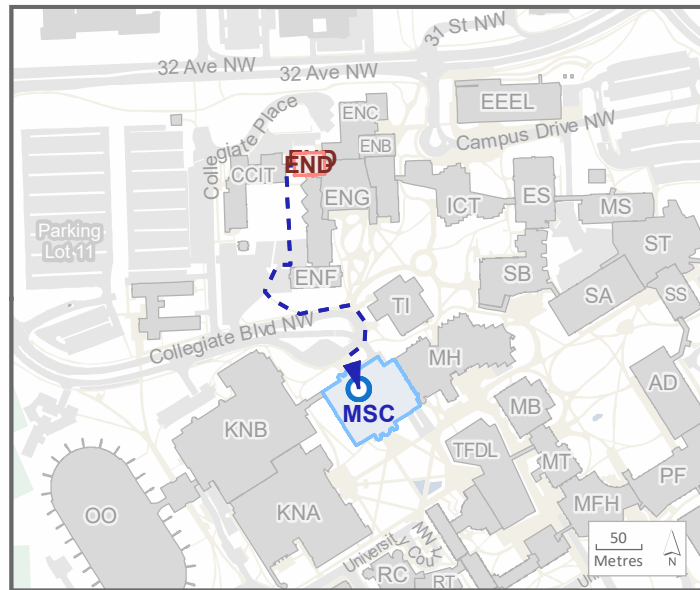 31 St NW
32 Ave NW
32 Ave NW
EEEL
Collegiate Place
ENC
Campus Drive NW
ENB
END
CCIT
ENG
ES
ICT
MS
Parking
Lot 11
ST
ENF
SB
TI
SA
SS
Collegiate Blvd NW
MH
AD
MSC
MB
KNB
TFDL
MT
PF
OO
KNA
MFH
50
Metres
N
RC
RT